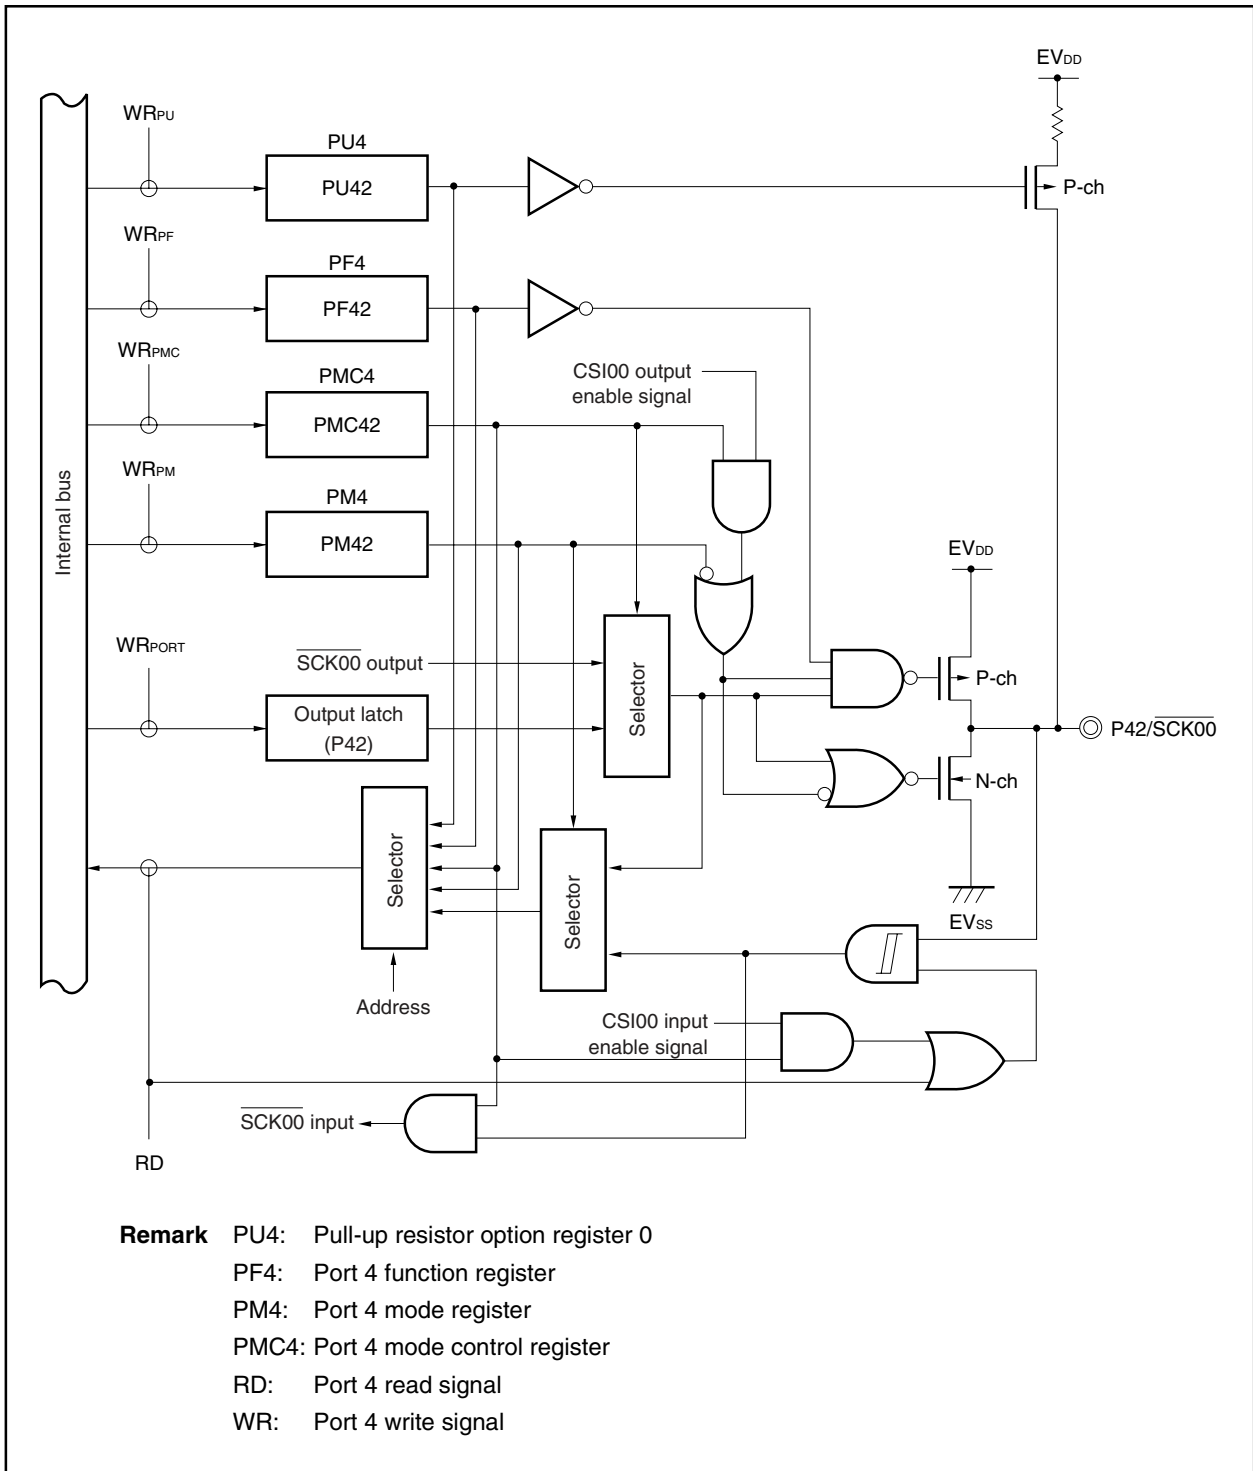 EVDD
WRPU
PU4
PU42
P-ch
WRPF
PF4
PF42
WRPMC
PMC4
PMC42
CSI00 output
enable signal
WRPM
PM4
PM42
Internal bus
EVDD
WRPORT
SCK00 output
Output latch
(P42)
Selector
P-ch
P42/SCK00
N-ch
Selector
Selector
EVSS
Address
CSI00 input
enable signal
SCK00 input
RD
Remark PU4: Pull-up resistor option register 0
PF4: Port 4 function register
PM4: Port 4 mode register
PMC4: Port 4 mode control register
RD: Port 4 read signal
WR: Port 4 write signal